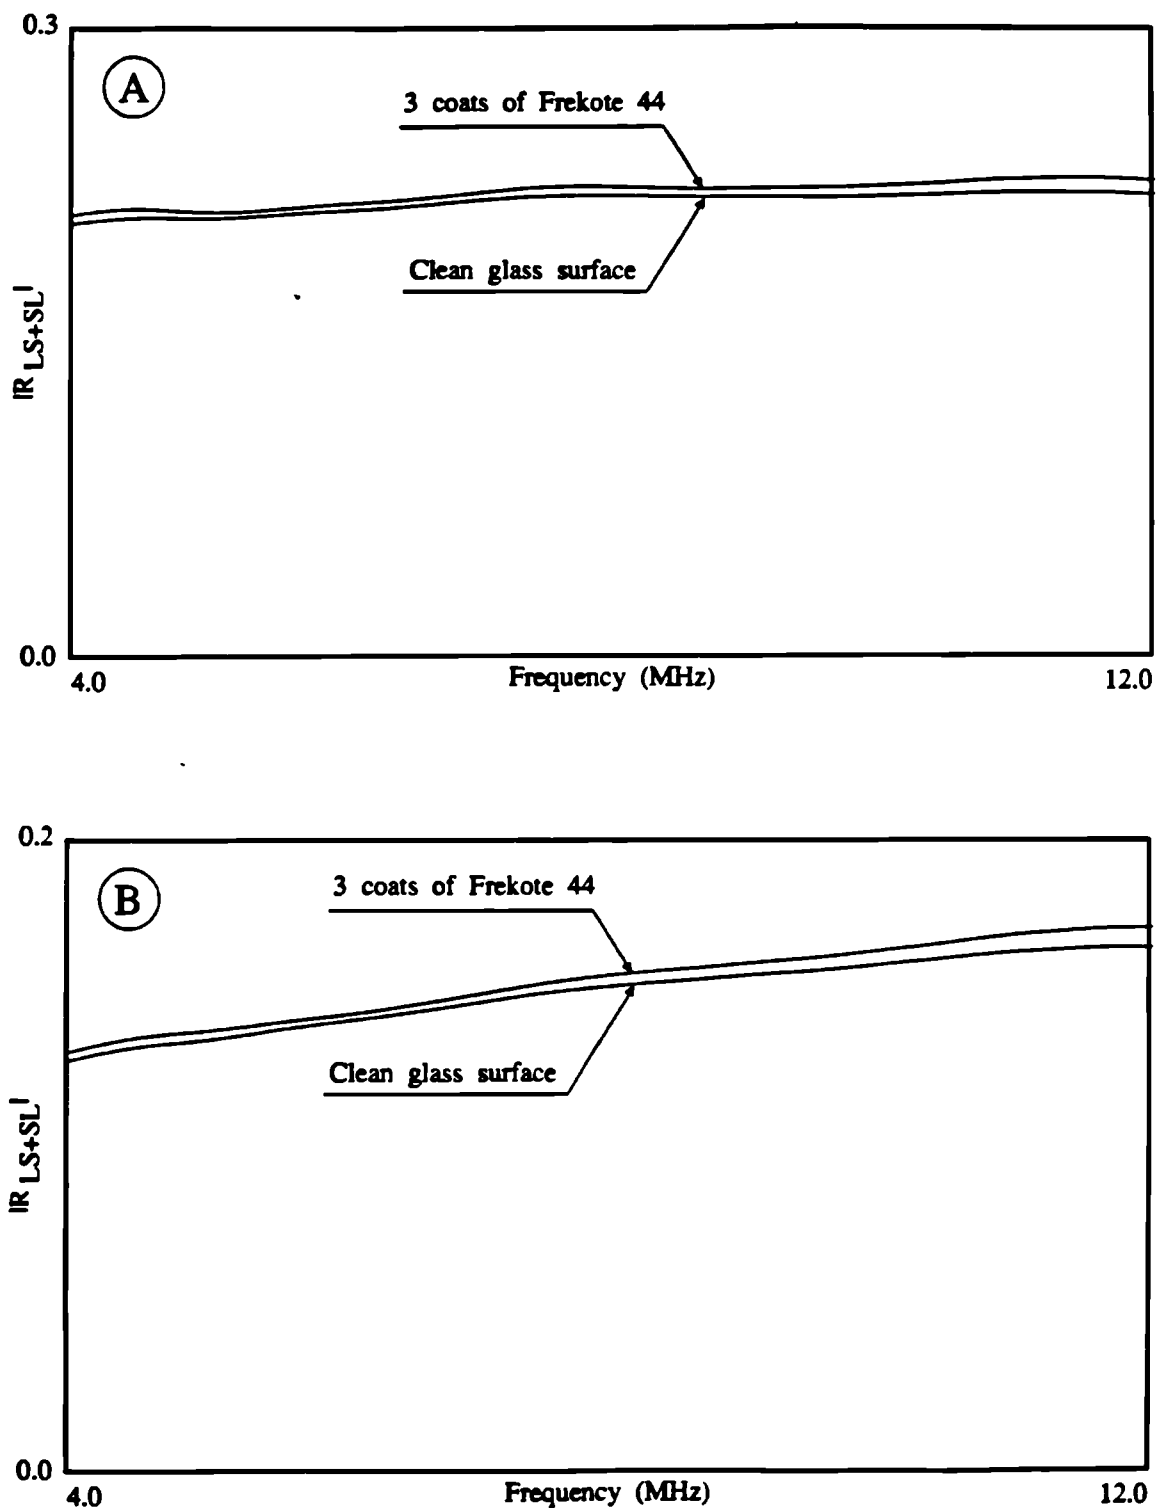 0.3
A
3 coats of Frekote 44
Clean glass surface
|R LS+SL|
0.0
4.0
Frequency (MHz)
12.0
0.2
B
3 coats of Frekote 44
Clean glass surface
|R LS+SL|
0.0
4.0
Frequency (MHz)
12.0